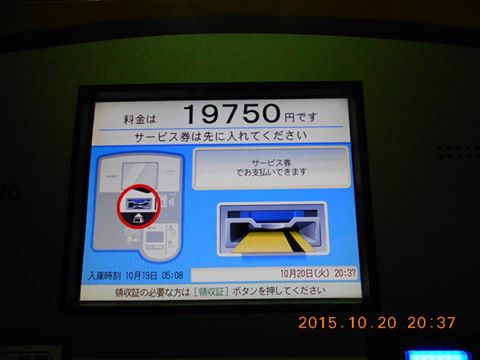 料金は 19750 円です
サービス券は先に入れてください
サービス券
でお支払いできます
入庫時刻 10月19日 05:08
10月20日(火) 20:37
領収証の必要な方は [領収証] ボタンを押してください
2015.10.20 20:37